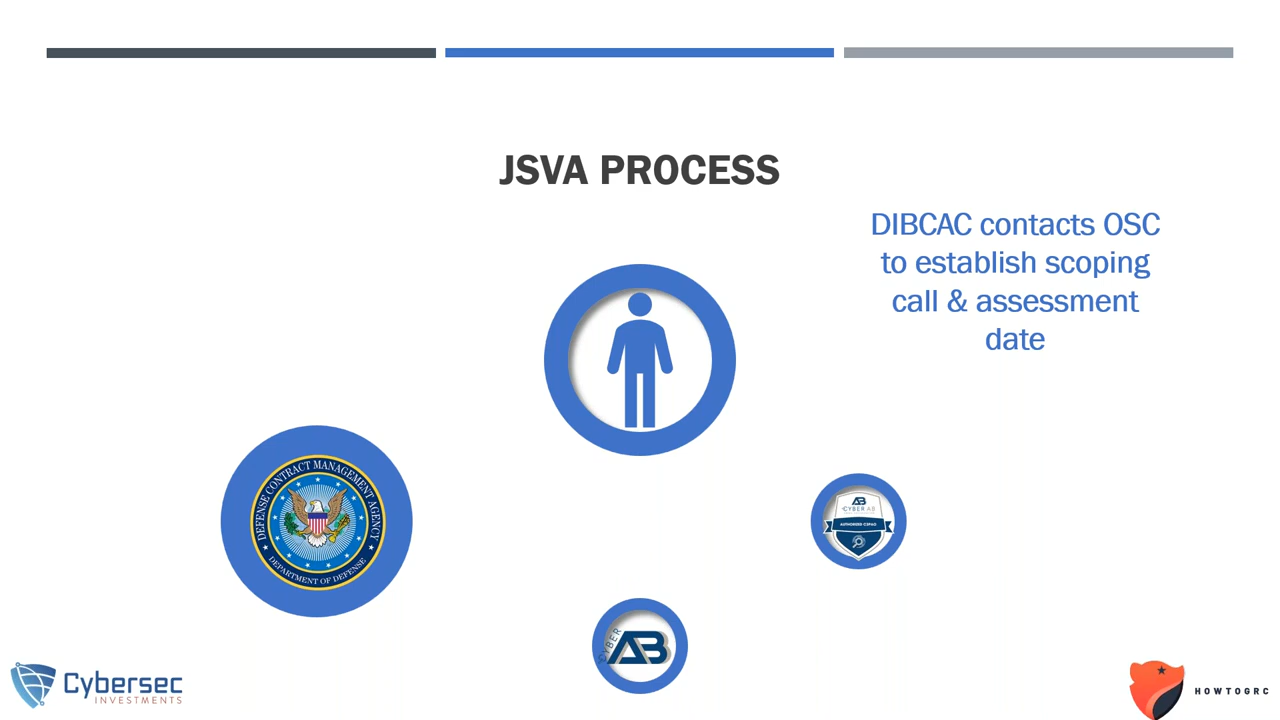 JSVA PROCESS
DIBCAC contacts OSC
to establish scoping
call & assessment
date
DEFENSE CONTRACT MANAGEMENT AGENCY
DEPARTMENT OF DEFENSE
AB
CYBER AB
AUTHORIZED C3PAO
CYBER
AB
Cybersec
INVESTMENTS
HOWTOGRC